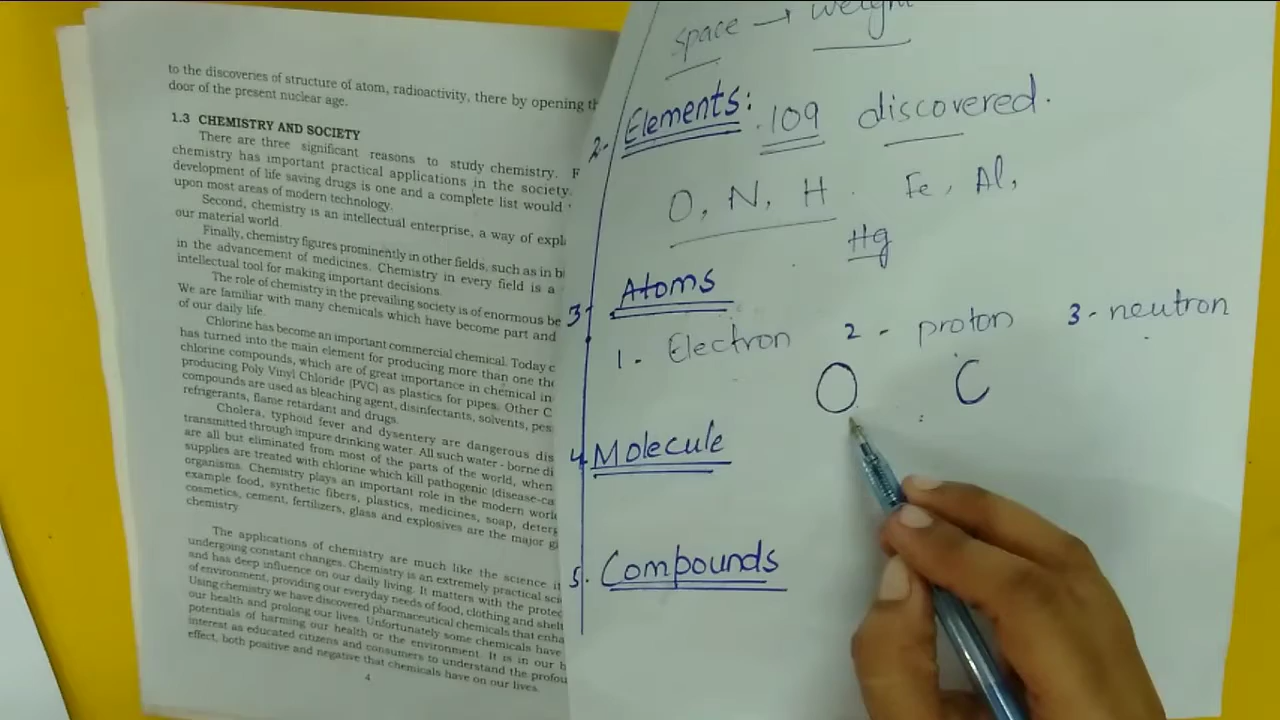 to the discoveries of structure of atom, radioactivity, there by opening th
door of the present nuclear age.
1.3 CHEMISTRY AND SOCIETY
There are three significant reasons to study chemistry. F
chemistry has important practical applications in the society.
development of life saving drugs is one and a complete list would
upon most areas of modern technology.
Second, chemistry is an intellectual enterprise, a way of expl
our material world.
Finally, chemistry figures prominently in other fields, such as in bi
in the advancement of medicines. Chemistry in every field is a
intellectual tool for making important decisions.
The role of chemistry in the prevailing society is of enormous be
We are familiar with many chemicals which have become part and
of our daily life.
Chlorine has become an important commercial chemical. Today c
has turned into the main element for producing more than one the
chlorine compounds, which are of great importance in chemical in
producing Poly Vinyl Chloride (PVC) as plastics for pipes. Other C
compounds are used as bleaching agent, disinfectants, solvents, pes
refrigerants, flame retardant and drugs.
Cholera, typhoid fever and dysentery are dangerous dis
transmitted through impure drinking water. All such water - borne di
are all but eliminated from most of the parts of the world, when
supplies are treated with chlorine which kill pathogenic (disease-ca
organisms. Chemistry plays an important role in the modern worl
example food, synthetic fibers, plastics, medicines, soap, deterg
cosmetics, cement, fertilizers, glass and explosives are the major gi
chemistry
The applications of chemistry are much like the science it
undergoing constant changes. Chemistry is an extremely practical sci
and has deep influence on our daily living. It matters with the protec
of environment, providing our everyday needs of food, clothing and shelt
Using chemistry we have discovered pharmaceutical chemicals that enha
our health and prolong our lives. Unfortunately some chemicals have
potentials of harming our health or the environment. It is in our b
interest as educated citizens and consumers to understand the profou
effect, both positive and negative that chemicals have on our lives.
4
space → weight
2- Elements: 109 discovered.
O, N, H. Fe, Al,
Hg
3- Atoms
1- Electron 2- proton 3- neutron
O C
4 Molecule
5. Compounds